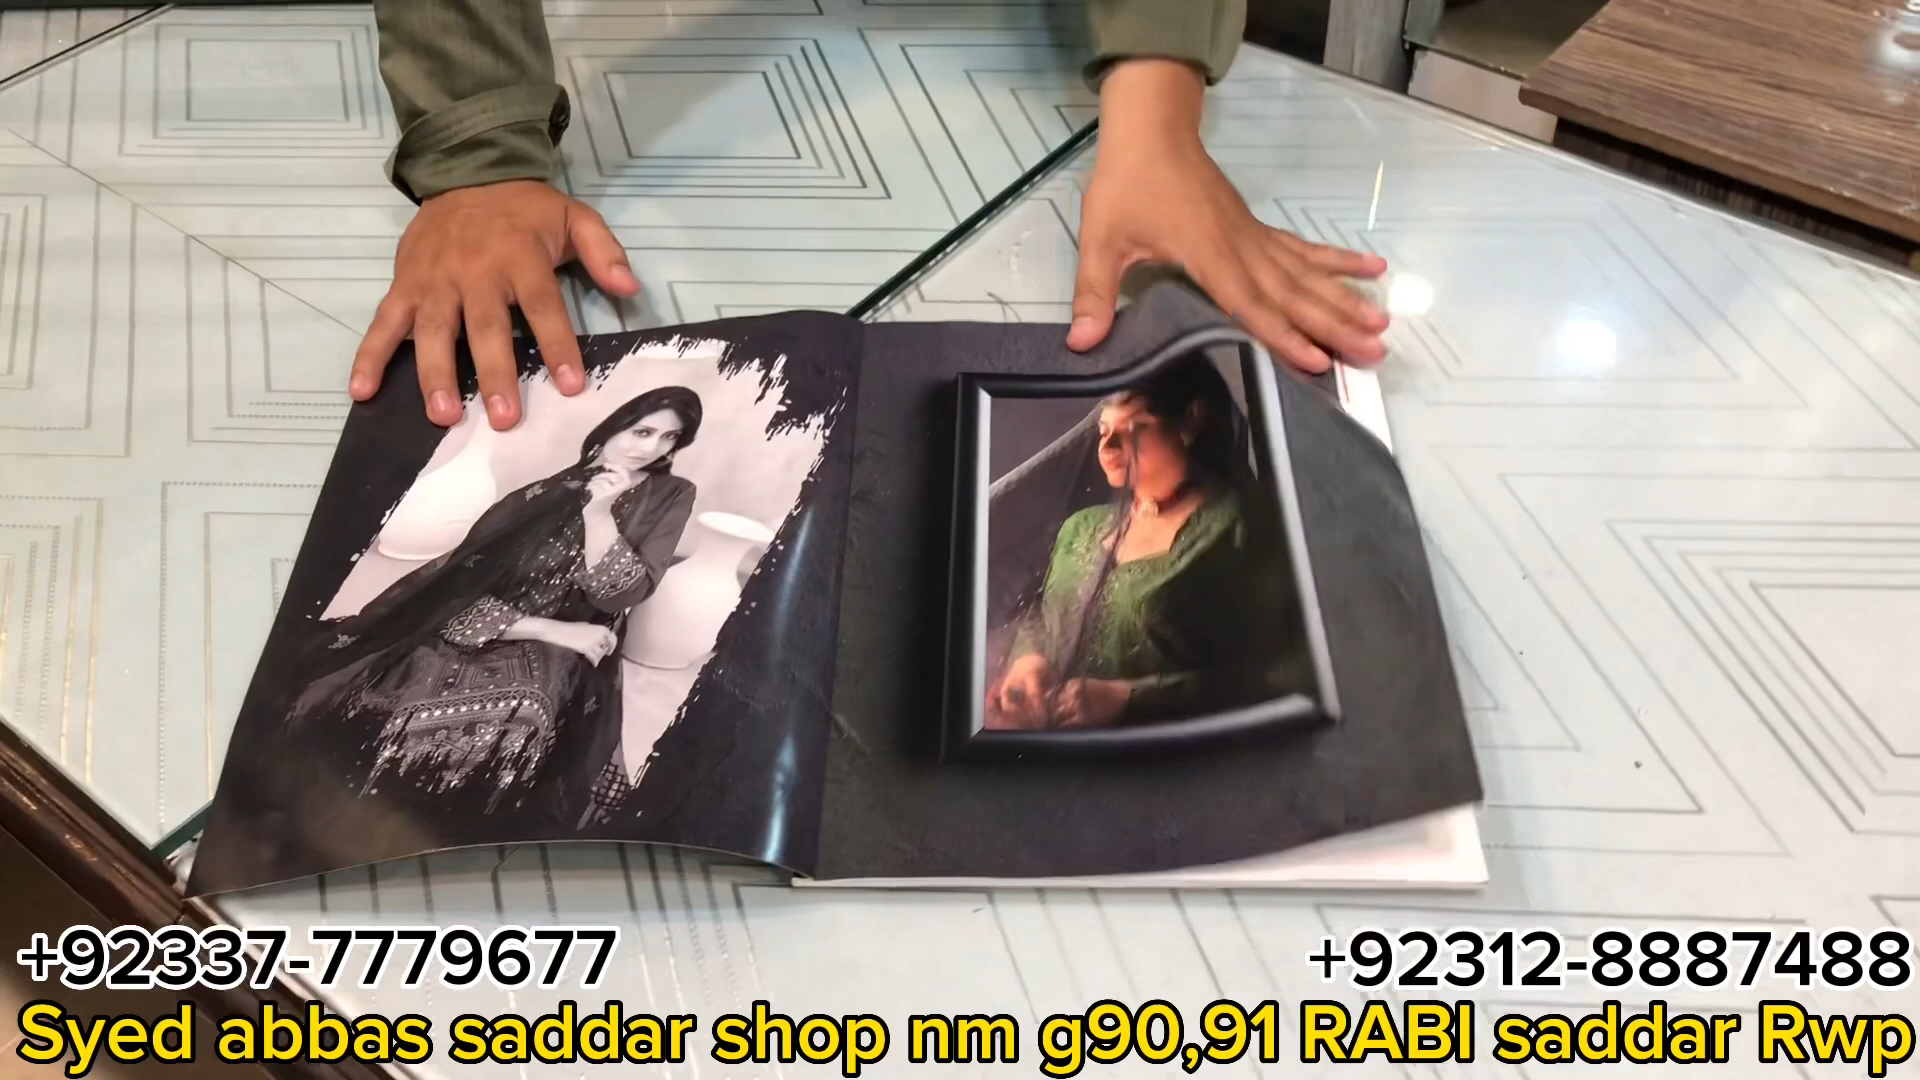 +92337-7779677
+92312-8887488
Syed abbas saddar shop nm g90,91 RABI saddar Rwp